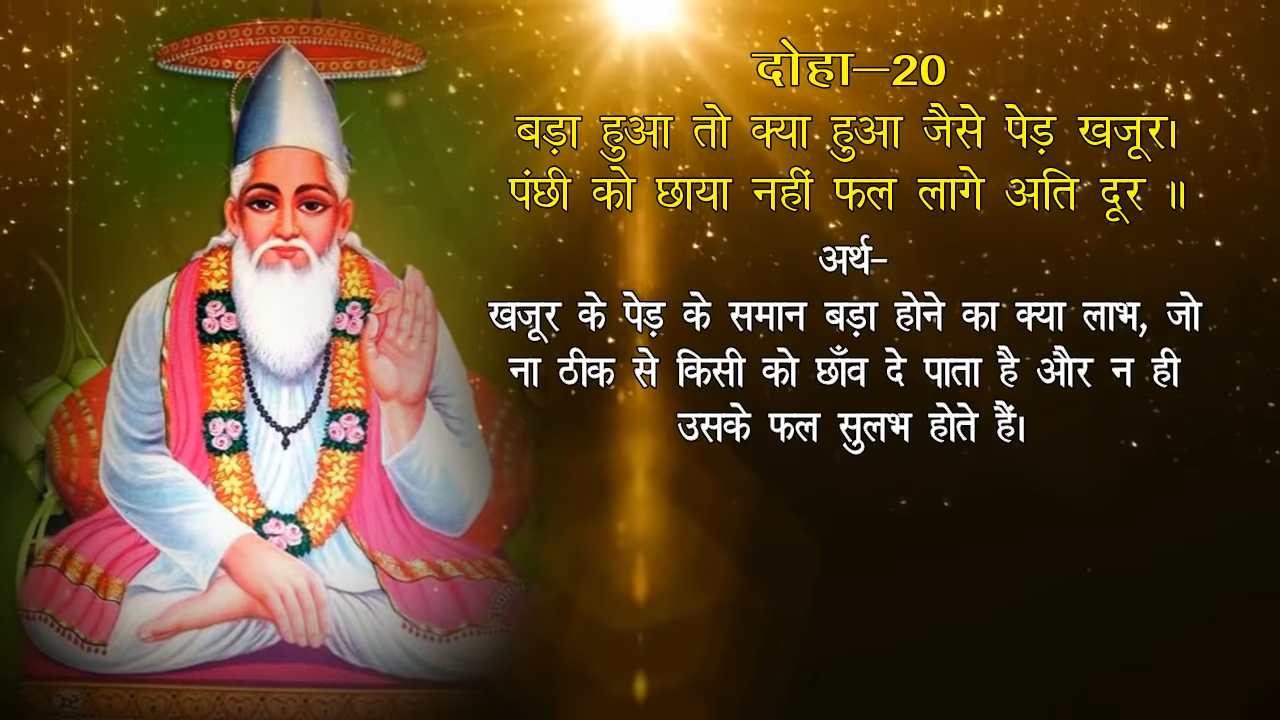 दोहा–20
बड़ा हुआ तो क्या हुआ जैसे पेड़ खजूर।
पंछी को छाया नहीं फल लागे अति दूर ॥
अर्थ-
खजूर के पेड़ के समान बड़ा होने का क्या लाभ, जो
ना ठीक से किसी को छाँव दे पाता है और न ही
उसके फल सुलभ होते हैं।